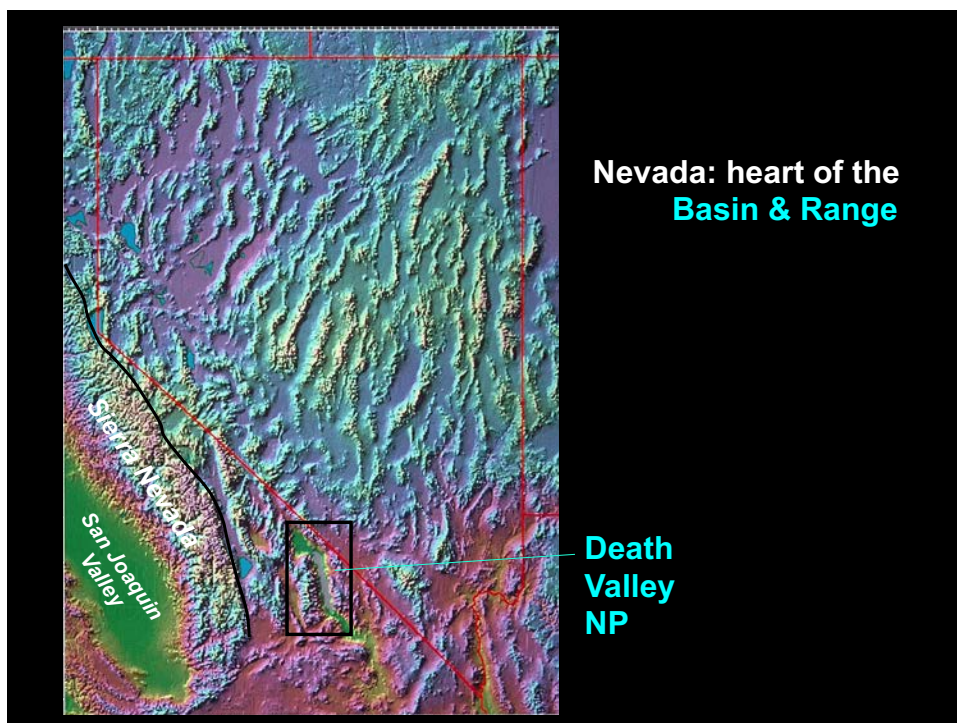 Nevada: heart of the
Basin & Range
Sierra Nevada
San Joaquin
Valley
Death
Valley
NP